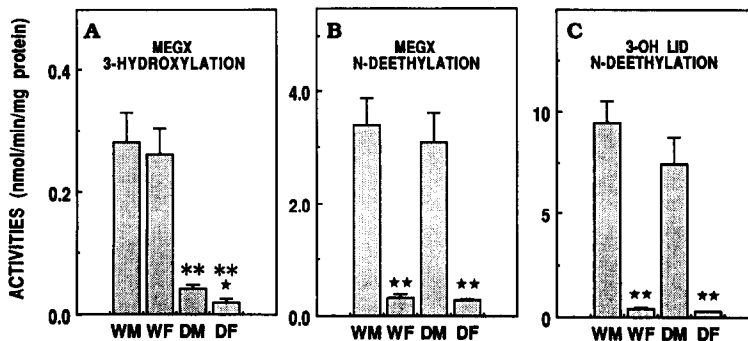 ACTIVITIES (nmol/min/mg protein)
A
MEGX
3-HYDROXYLATION
0.4
0.2
0.0
**
**
★
WM WF DM DF
B
MEGX
N-DEETHYLATION
4.0
2.0
0.0
★★
★★
WM WF DM DF
C
3-OH LID
N-DEETHYLATION
10
5
0
★★
★★
WM WF DM DF